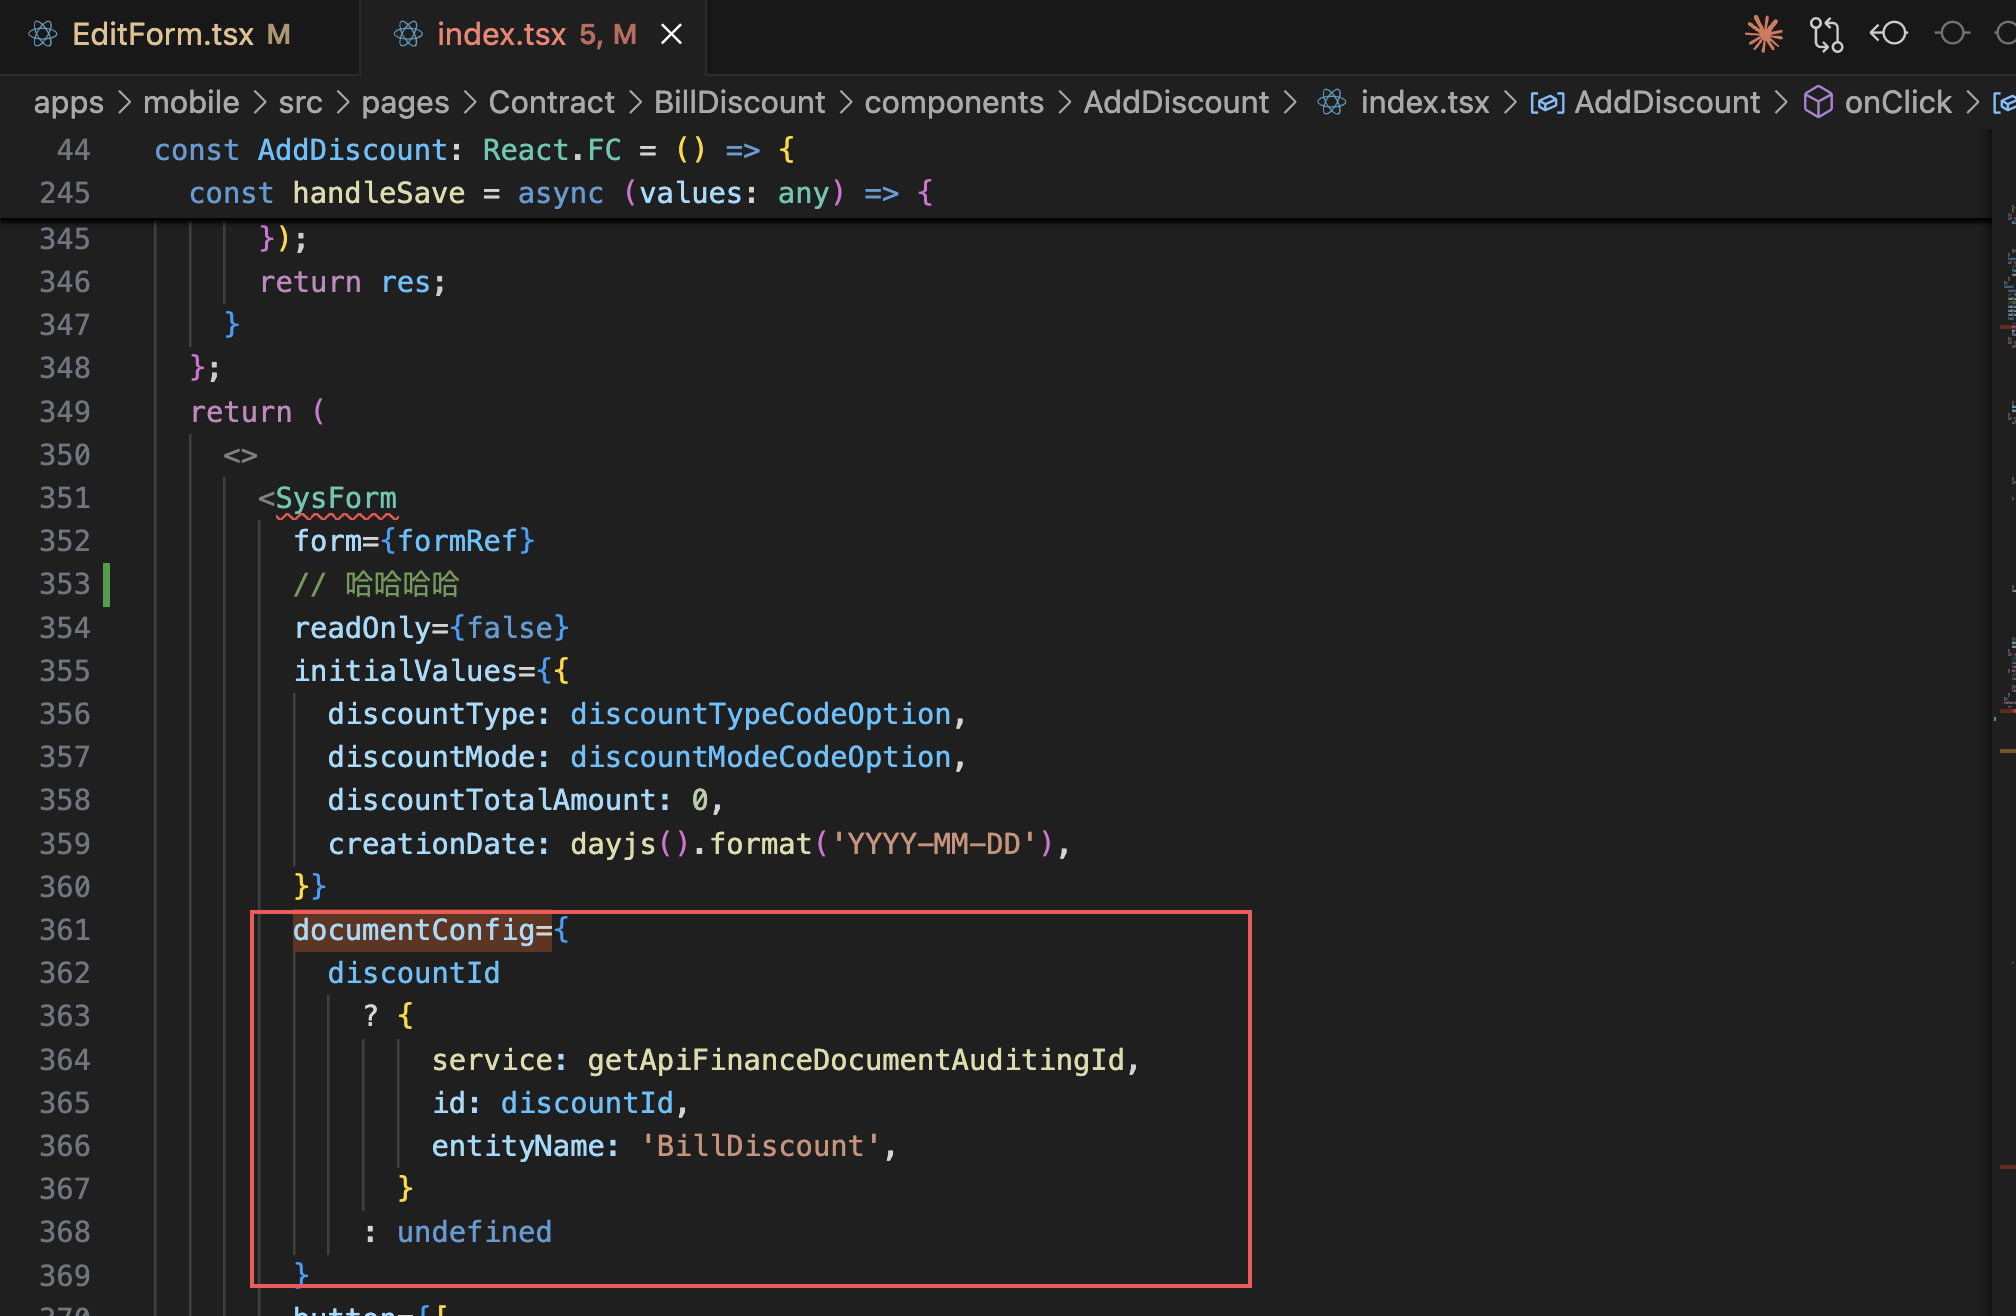 EditForm.tsx M
index.tsx 5, M
apps > mobile > src > pages > Contract > BillDiscount > components > AddDiscount > index.tsx > AddDiscount > onClick >
44 const AddDiscount: React.FC = () => {
245 const handleSave = async (values: any) => {
345 });
346 return res;
347 }
348 };
349 return (
350 <>
351 <SysForm
352 form={formRef}
353 // 哈哈哈哈
354 readOnly={false}
355 initialValues={{
356 discountType: discountTypeCodeOption,
357 discountMode: discountModeCodeOption,
358 discountTotalAmount: 0,
359 creationDate: dayjs().format('YYYY-MM-DD'),
360 }}
361 documentConfig={
362 discountId
363 ? {
364 service: getApiFinanceDocumentAuditingId,
365 id: discountId,
366 entityName: 'BillDiscount',
367 }
368 : undefined
369 }
370 button={[